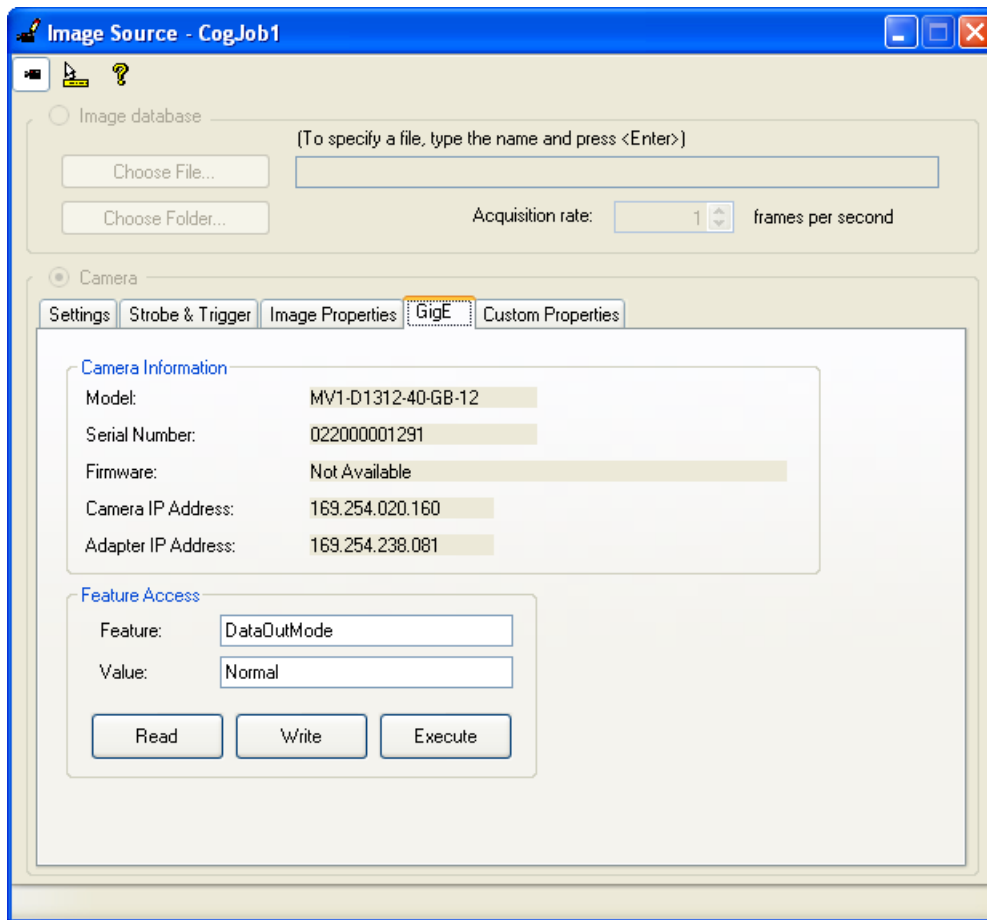 Image Source - CogJob1
Image database
(To specify a file, type the name and press <Enter>)
Choose File...
Choose Folder...
Acquisition rate: 1 frames per second
Camera
Settings Strobe & Trigger Image Properties GigE Custom Properties
Camera Information
Model: MV1-D1312-40-GB-12
Serial Number: 022000001291
Firmware: Not Available
Camera IP Address: 169.254.020.160
Adapter IP Address: 169.254.238.081
Feature Access
Feature: DataOutMode
Value: Normal
Read Write Execute